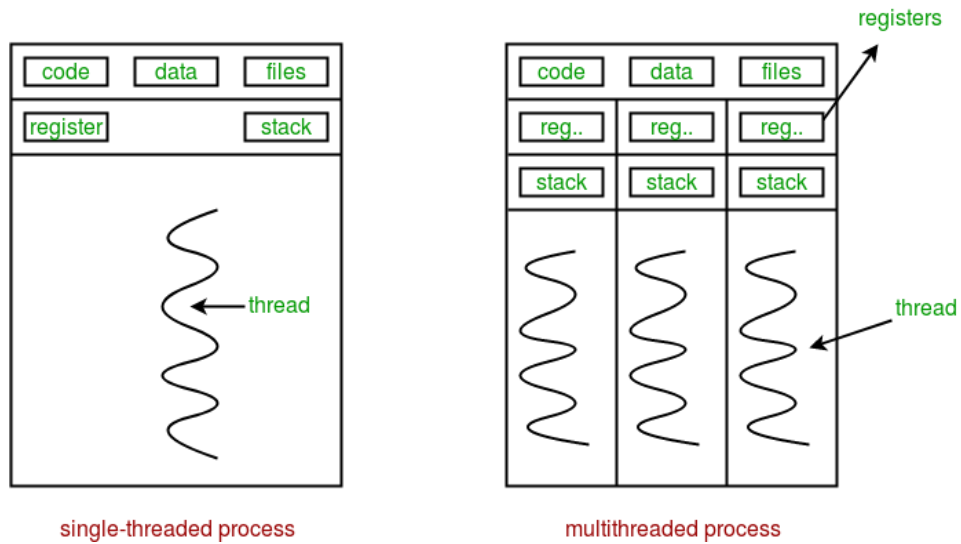 registers
code data files
register stack
thread
single-threaded process
code data files
reg.. reg.. reg..
stack stack stack
thread
multithreaded process